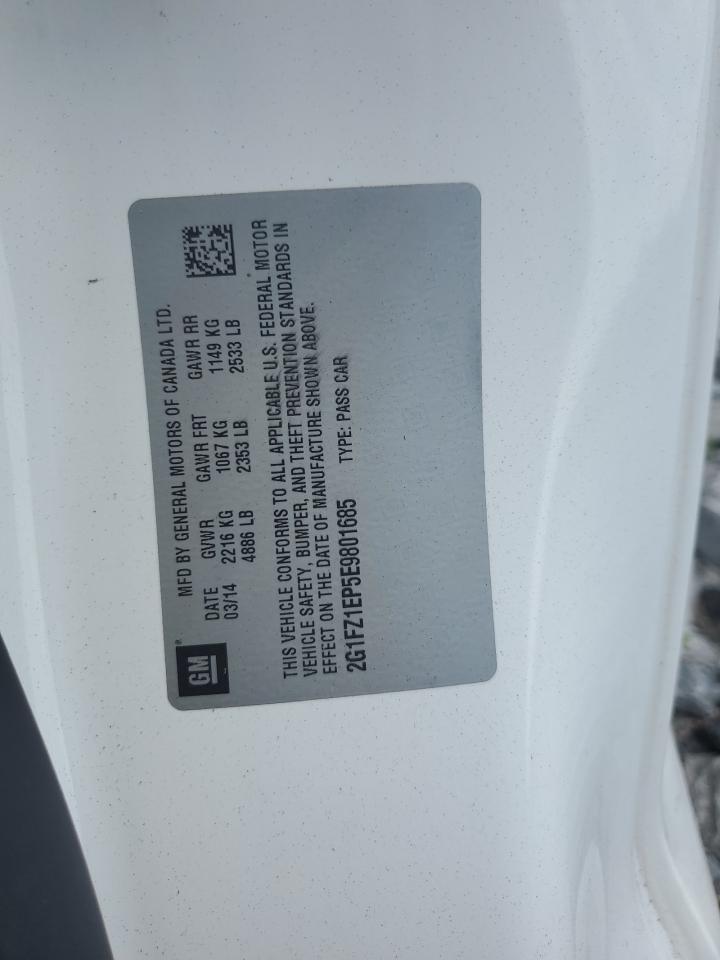 GM ®
MFD BY GENERAL MOTORS OF CANADA LTD.
DATE GVWR GAWR FRT GAWR RR
03/14 2216 KG 1067 KG 1149 KG
4886 LB 2353 LB 2533 LB
THIS VEHICLE CONFORMS TO ALL APPLICABLE U.S. FEDERAL MOTOR
VEHICLE SAFETY, BUMPER, AND THEFT PREVENTION STANDARDS IN
EFFECT ON THE DATE OF MANUFACTURE SHOWN ABOVE.
2G1FZ1EP5E9801685 TYPE: PASS CAR